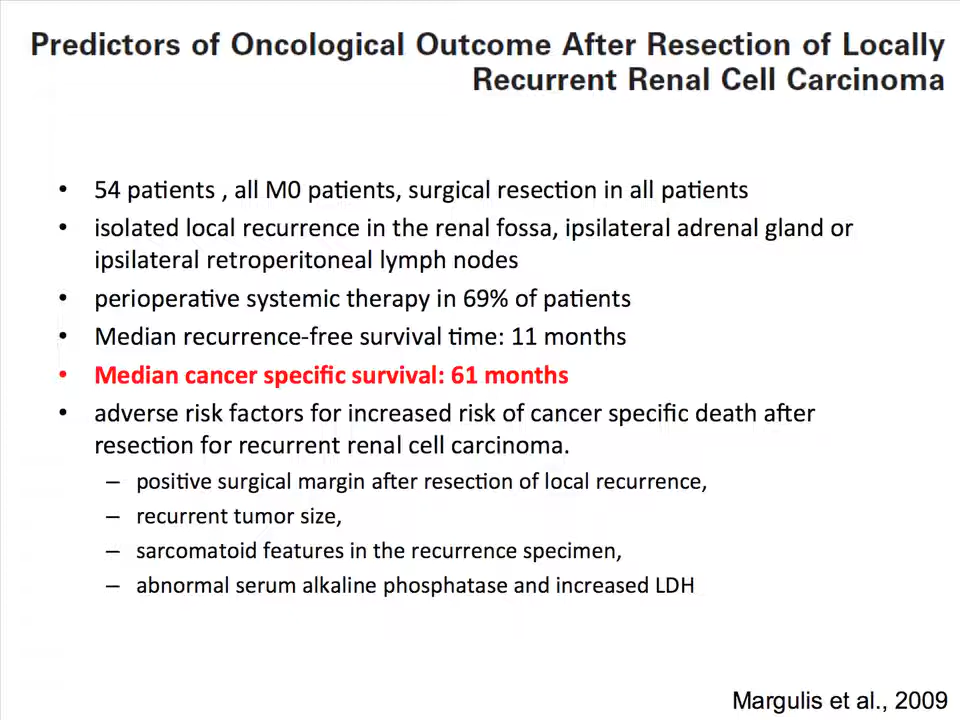 Predictors of Oncological Outcome After Resection of Locally
Recurrent Renal Cell Carcinoma
• 54 patients , all M0 patients, surgical resection in all patients
• isolated local recurrence in the renal fossa, ipsilateral adrenal gland or
ipsilateral retroperitoneal lymph nodes
• perioperative systemic therapy in 69% of patients
• Median recurrence-free survival time: 11 months
• Median cancer specific survival: 61 months
• adverse risk factors for increased risk of cancer specific death after
resection for recurrent renal cell carcinoma.
– positive surgical margin after resection of local recurrence,
– recurrent tumor size,
– sarcomatoid features in the recurrence specimen,
– abnormal serum alkaline phosphatase and increased LDH
Margulis et al., 2009